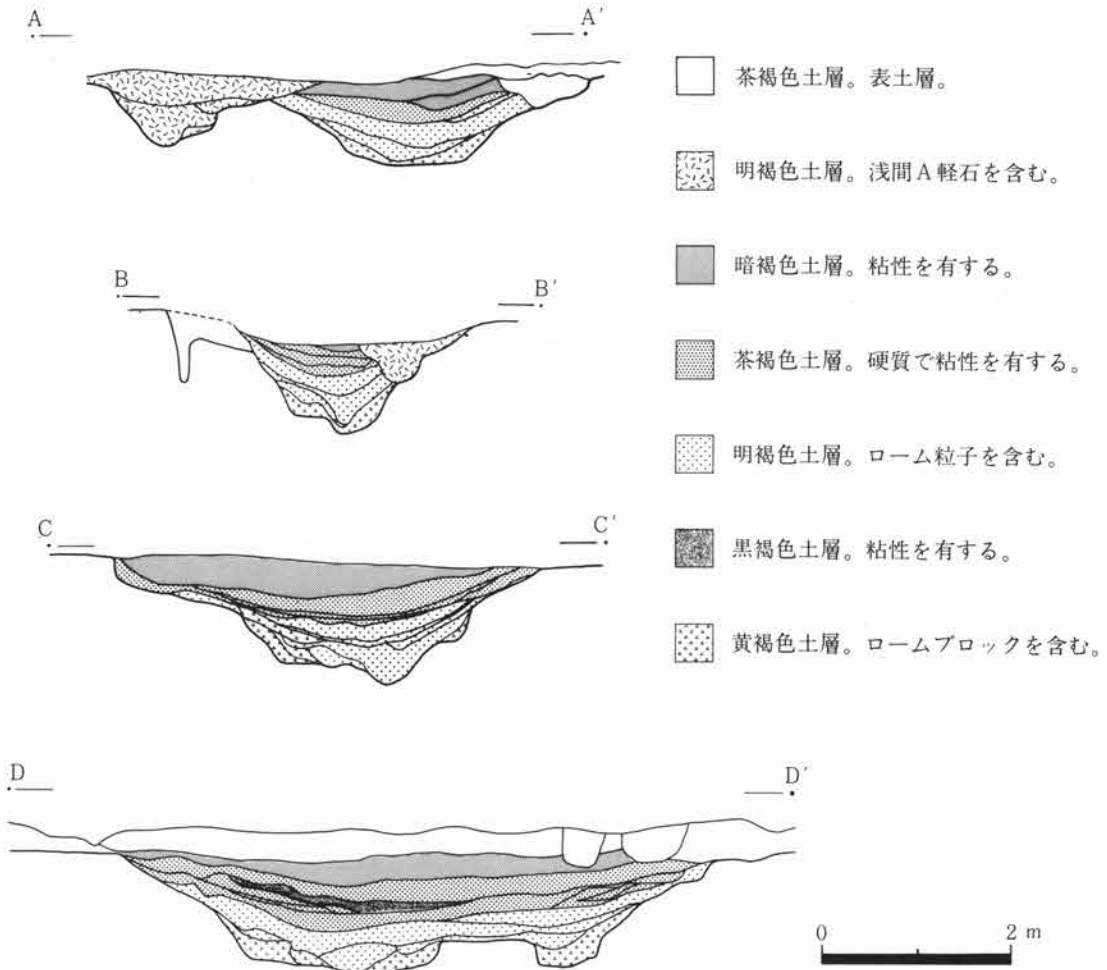 A A′
茶褐色土層。表土層。
明褐色土層。浅間A軽石を含む。
暗褐色土層。粘性を有する。
B B′
茶褐色土層。硬質で粘性を有する。
明褐色土層。ローム粒子を含む。
C C′
黒褐色土層。粘性を有する。
黄褐色土層。ロームブロックを含む。
D D′
0 2 m